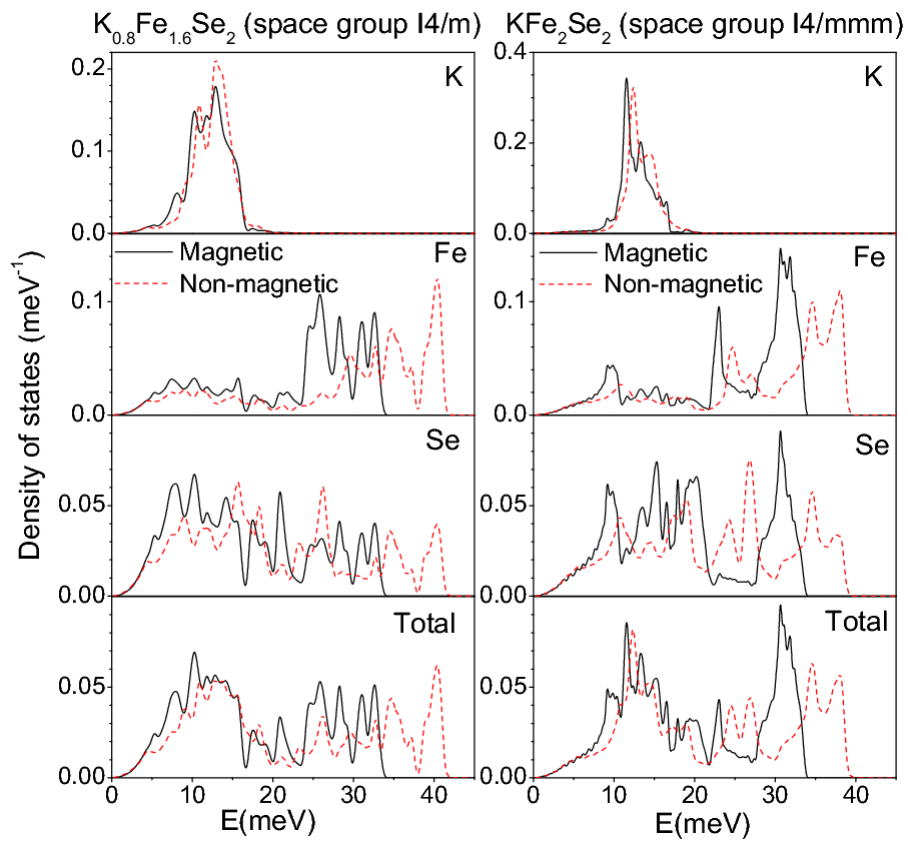 K0.8Fe1.6Se2 (space group I4/m)
KFe2Se2 (space group I4/mmm)
Density of states (meV-1)
0.2
0.1
0.0
K
Magnetic
Non-magnetic
Fe
0.1
0.0
Se
0.05
0.00
Total
0.05
0.00
0 10 20 30 40
E(meV)
0.4
0.2
0.0
K
Magnetic
Non-magnetic
Fe
0.1
0.0
Se
0.05
0.00
Total
0.05
0.00
0 10 20 30 40
E(meV)